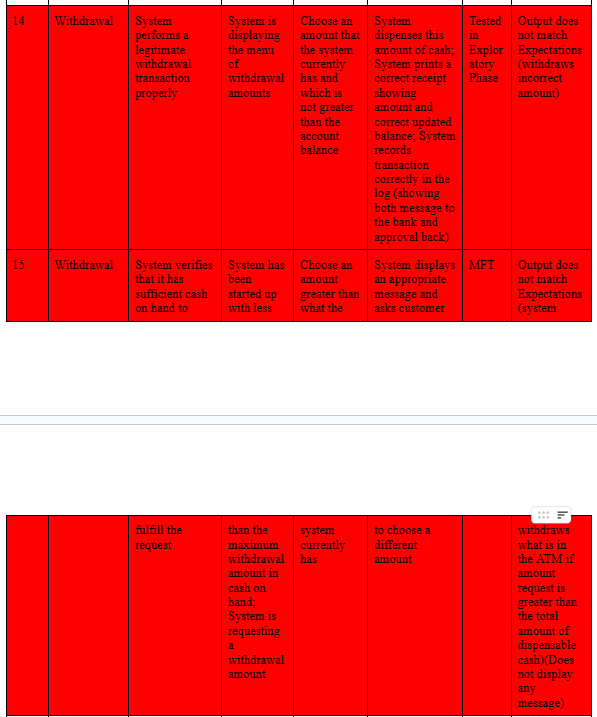 14
Withdrawal
System
performs a
legitimate
withdrawal
transaction
properly
System is
displaying
the menu
of
withdrawal
amounts
Choose an
amount that
the system
currently
has and
which is
not greater
than the
account
balance
System
dispenses this
amount of cash;
System prints a
correct receipt
showing
amount and
correct updated
balance; System
records
transaction
correctly in the
log (showing
both message to
the bank and
approval back)
Tested
in
Explor
atory
Phase
Output does
not match
Expectations
(withdraws
incorrect
amount)
15
Withdrawal
System verifies
that it has
sufficient cash
on hand to
System has
been
started up
with less
Choose an
amount
greater than
what the
System displays
an appropriate
message and
asks customer
MFT
Output does
not match
Expectations
(system
fulfill the
request
than the
maximum
withdrawal
amount in
cash on
hand;
System is
requesting
a
withdrawal
amount
system
currently
has
to choose a
different
amount
withdraws
what is in
the ATM if
amount
request is
greater than
the total
amount of
dispensable
cash)(Does
not display
any
message)